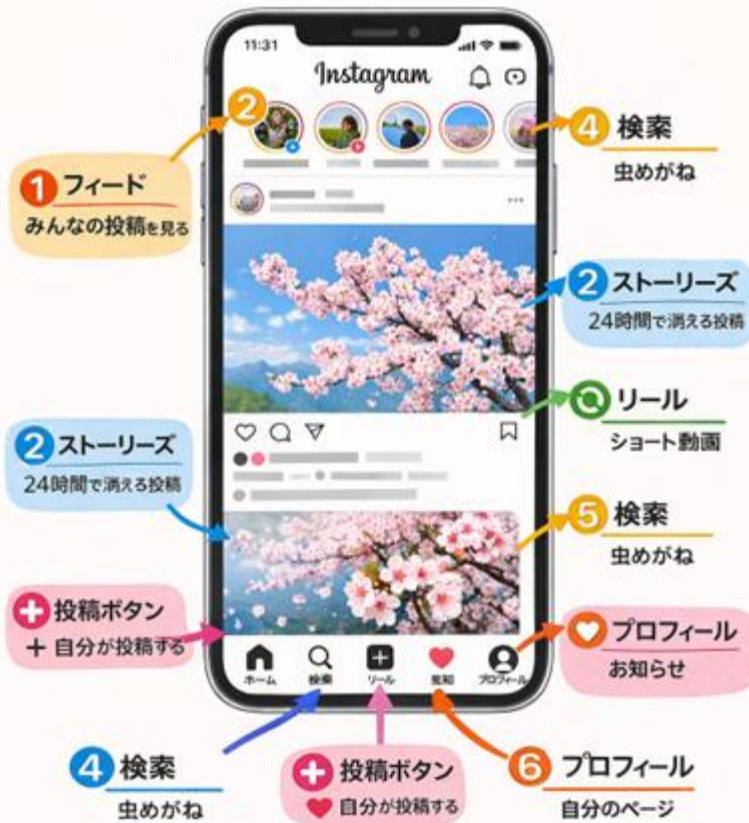 11:31
Instagram
2
1 フィード
みんなの投稿を見る
4 検索
虫めがね
2 ストーリーズ
24時間で消える投稿
リール
ショート動画
2 ストーリーズ
24時間で消える投稿
5 検索
虫めがね
+ 投稿ボタン
+ 自分が投稿する
プロフィール
お知らせ
ホーム
検索
リール
プロフィール
4 検索
虫めがね
+ 投稿ボタン
自分が投稿する
6 プロフィール
自分のページ